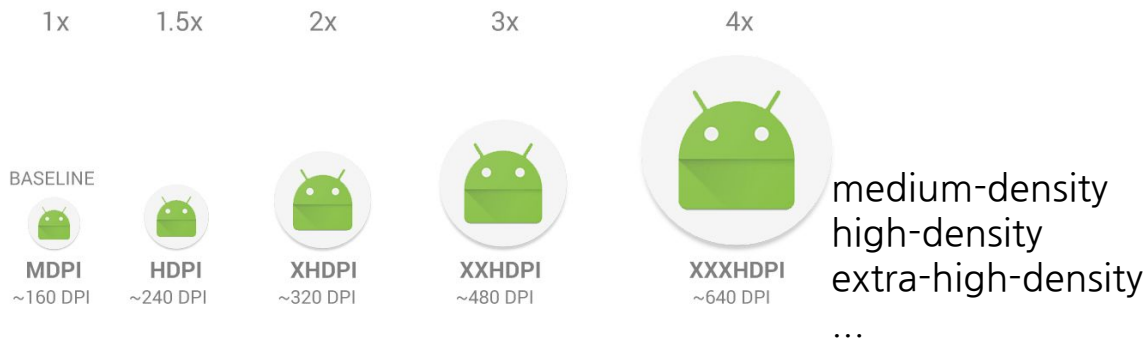 1x 1.5x 2x 3x 4x
BASELINE
MDPI HDPI XHDPI XXHDPI XXXHDPI
~160 DPI ~240 DPI ~320 DPI ~480 DPI ~640 DPI
medium-density
high-density
extra-high-density
...